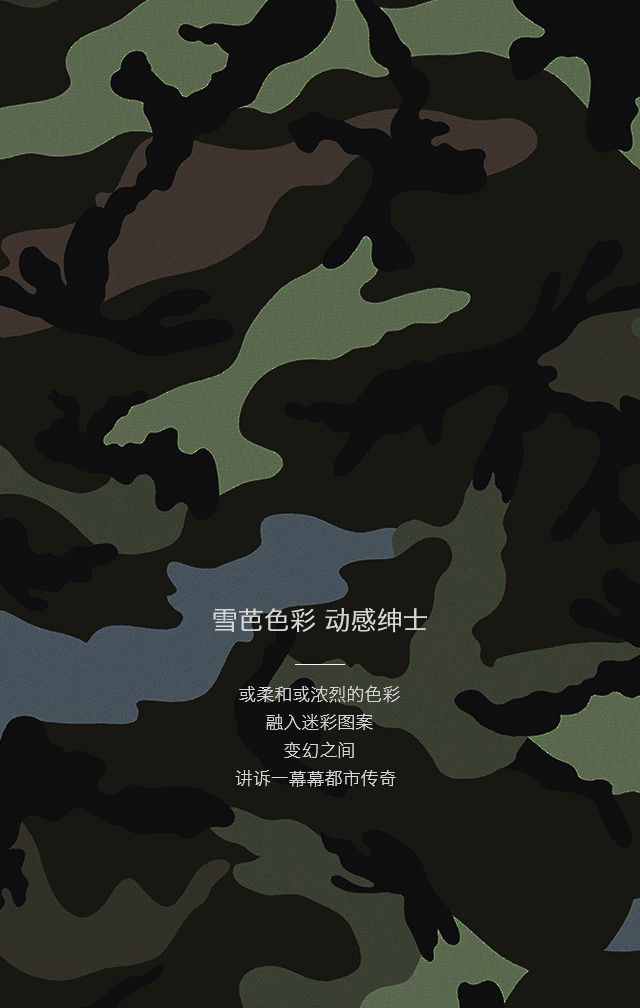 雪芭色彩 动感绅士
或柔和或浓烈的色彩
融入迷彩图案
变幻之间
讲诉一幕幕都市传奇